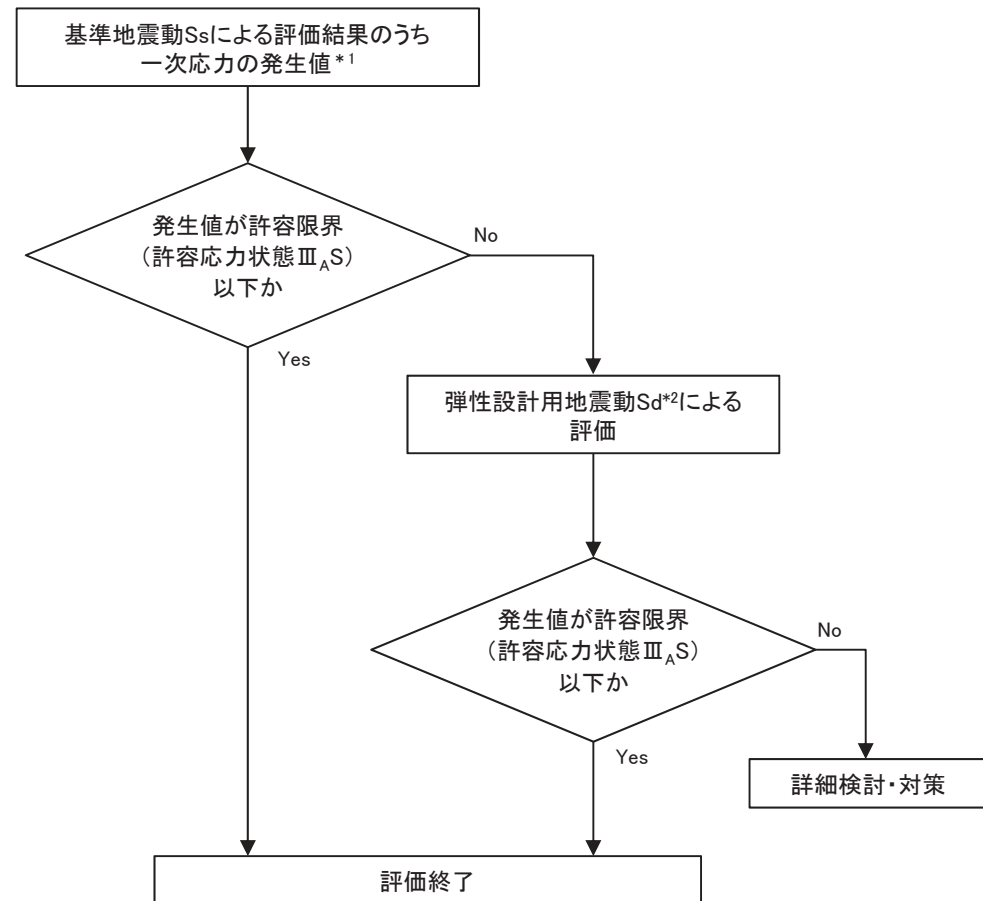 基準地震動Ssによる評価結果のうち
一次応力の発生値*1
発生値が許容限界
（許容応力状態ⅢAS）
以下か
No
Yes
弾性設計用地震動Sd*2による
評価
発生値が許容限界
（許容応力状態ⅢAS）
以下か
No
Yes
詳細検討・対策
評価終了